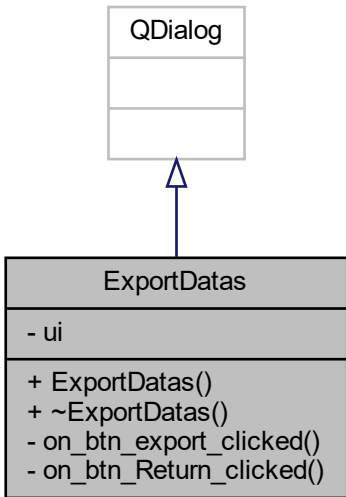 QDialog
ExportDatas
- ui
+ ExportDatas()
+ ~ExportDatas()
- on_btn_export_clicked()
- on_btn_Return_clicked()